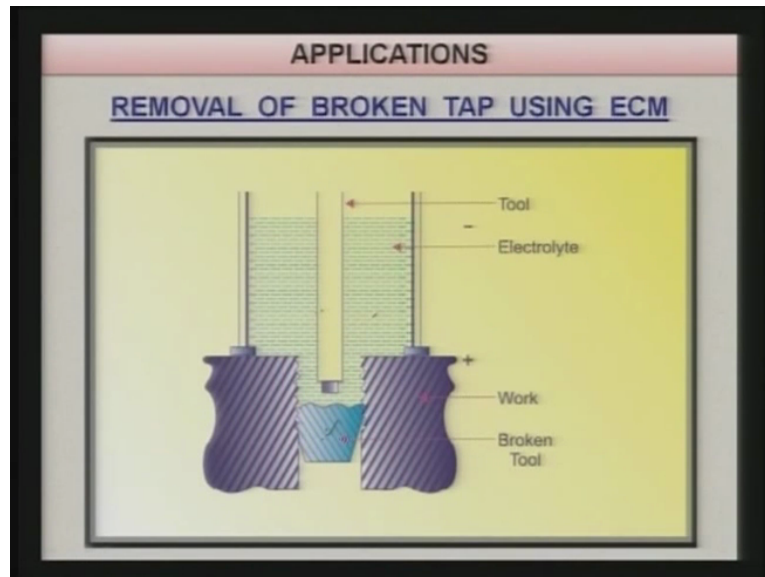 APPLICATIONS
REMOVAL OF BROKEN TAP USING ECM
Tool
−
Electrolyte
+
Work
Broken
Tool